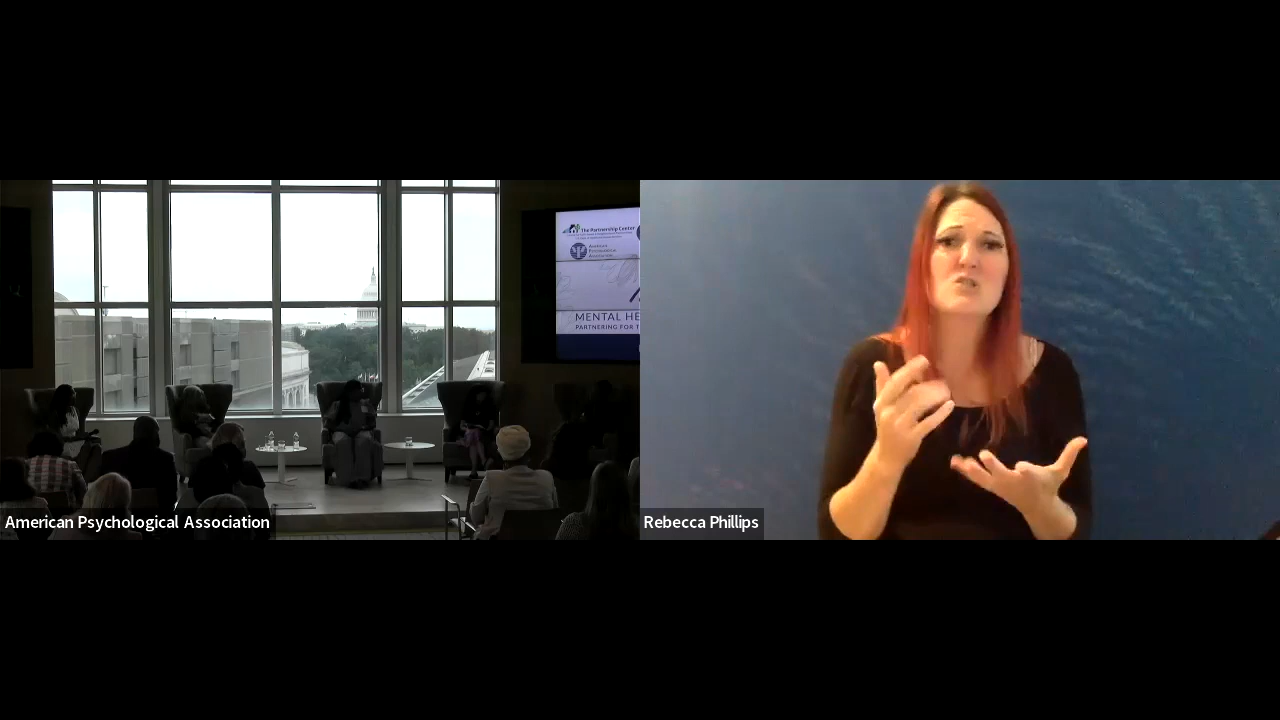 The Partnership Center
AMERICAN
PSYCHOLOGICAL
ASSOCIATION
MENTAL HE
PARTNERING FOR T
American Psychological Association
Rebecca Phillips